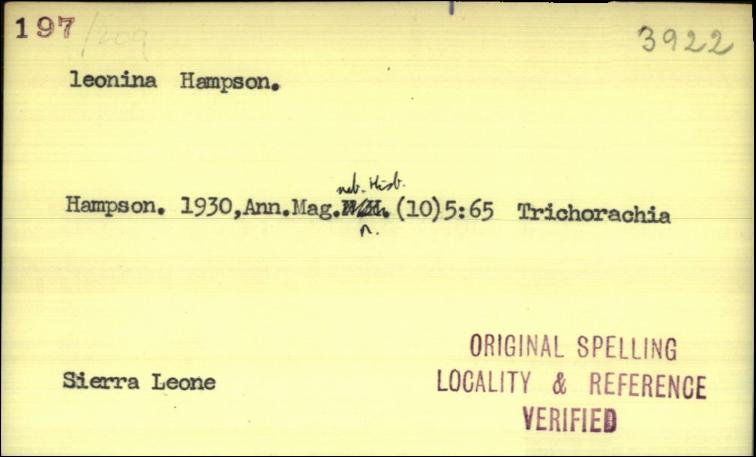 197 /209
3922
leonina Hampson.
nat. Hist.
Hampson. 1930,Ann.Mag. (10)5:65 Trichorachia
Sierra Leone
ORIGINAL SPELLING
LOCALITY & REFERENCE
VERIFIED